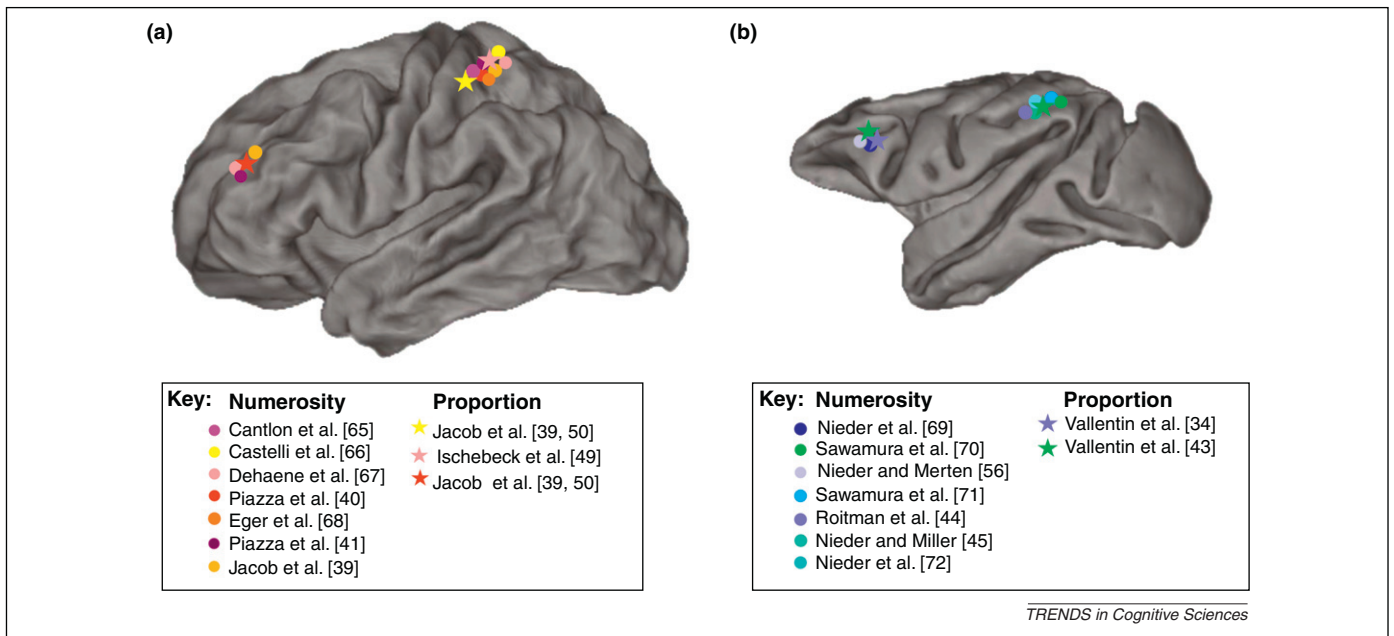 (a)
(b)
Key: Numerosity Proportion
Cantlon et al. [65]
Castelli et al. [66]
Dehaene et al. [67]
Piazza et al. [40]
Eger et al. [68]
Piazza et al. [41]
Jacob et al. [39]
Jacob et al. [39, 50]
Ischebeck et al. [49]
Jacob et al. [39, 50]
Key: Numerosity Proportion
Nieder et al. [69]
Sawamura et al. [70]
Nieder and Merten [56]
Sawamura et al. [71]
Roitman et al. [44]
Nieder and Miller [45]
Nieder et al. [72]
Vallentin et al. [34]
Vallentin et al. [43]
TRENDS in Cognitive Sciences